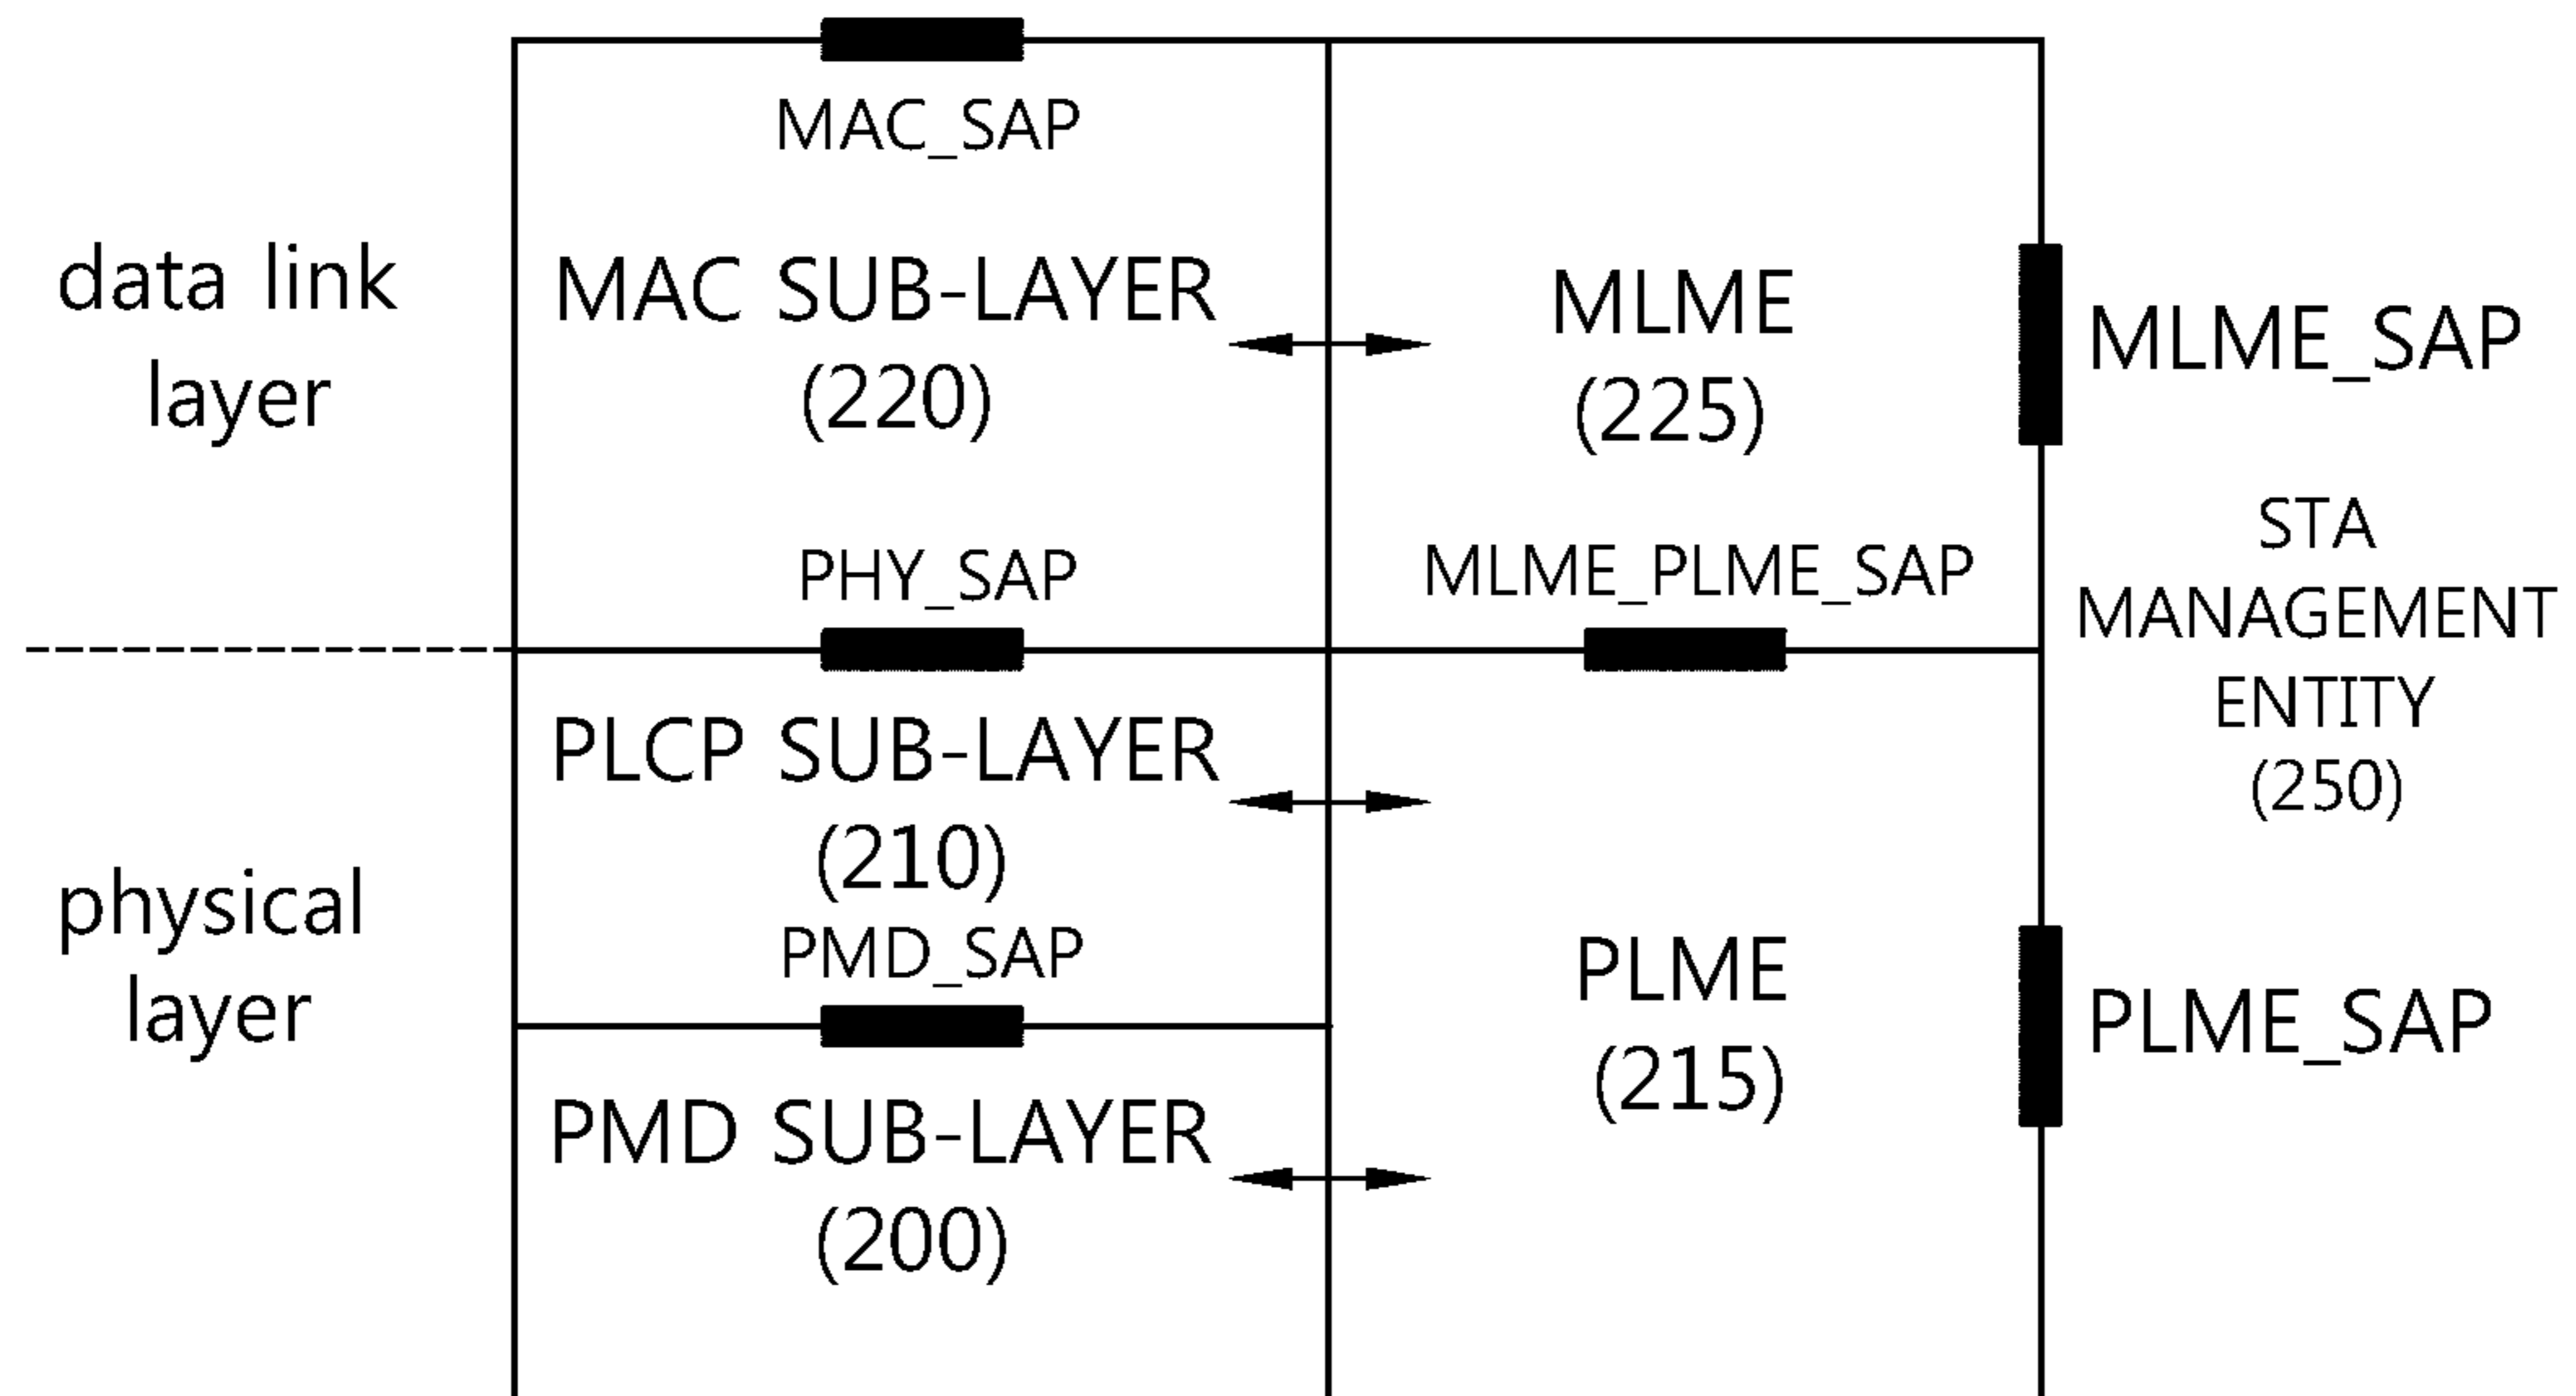 MAC_SAP
data link
layer
MAC SUB-LAYER
(220)
MLME
(225)
MLME_SAP
PHY_SAP
MLME_PLME_SAP
STA
MANAGEMENT
ENTITY
(250)
physical
layer
PLCP SUB-LAYER
(210)
PMD_SAP
PMD SUB-LAYER
(200)
PLME
(215)
PLME_SAP